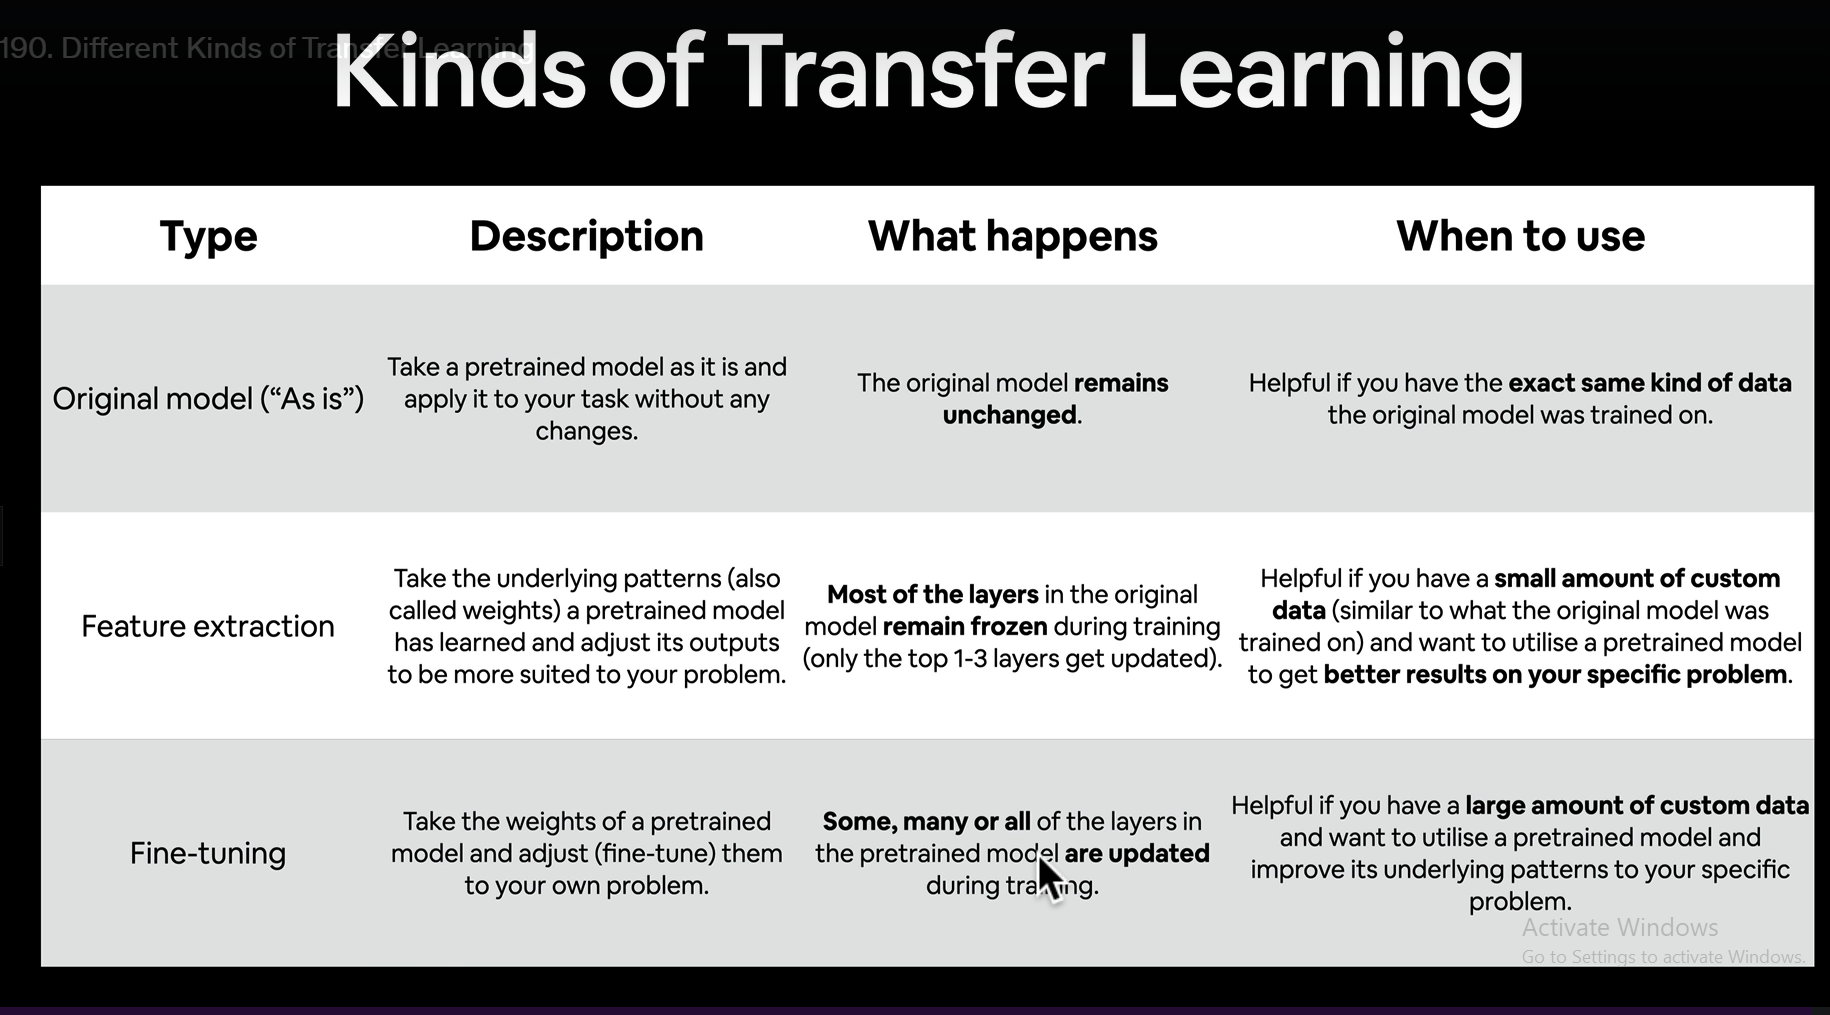 190. Different Kinds of Transfer Learning
Kinds of Transfer Learning
Type
Description
What happens
When to use
Original model (“As is”)
Take a pretrained model as it is and
apply it to your task without any
changes.
The original model remains
unchanged.
Helpful if you have the exact same kind of data
the original model was trained on.
Feature extraction
Take the underlying patterns (also
called weights) a pretrained model
has learned and adjust its outputs
to be more suited to your problem.
Most of the layers in the original
model remain frozen during training
(only the top 1-3 layers get updated).
Helpful if you have a small amount of custom
data (similar to what the original model was
trained on) and want to utilise a pretrained model
to get better results on your specific problem.
Fine-tuning
Take the weights of a pretrained
model and adjust (fine-tune) them
to your own problem.
Some, many or all of the layers in
the pretrained model are updated
during training.
Helpful if you have a large amount of custom data
and want to utilise a pretrained model and
improve its underlying patterns to your specific
problem.
Activate Windows
Go to Settings to activate Windows.